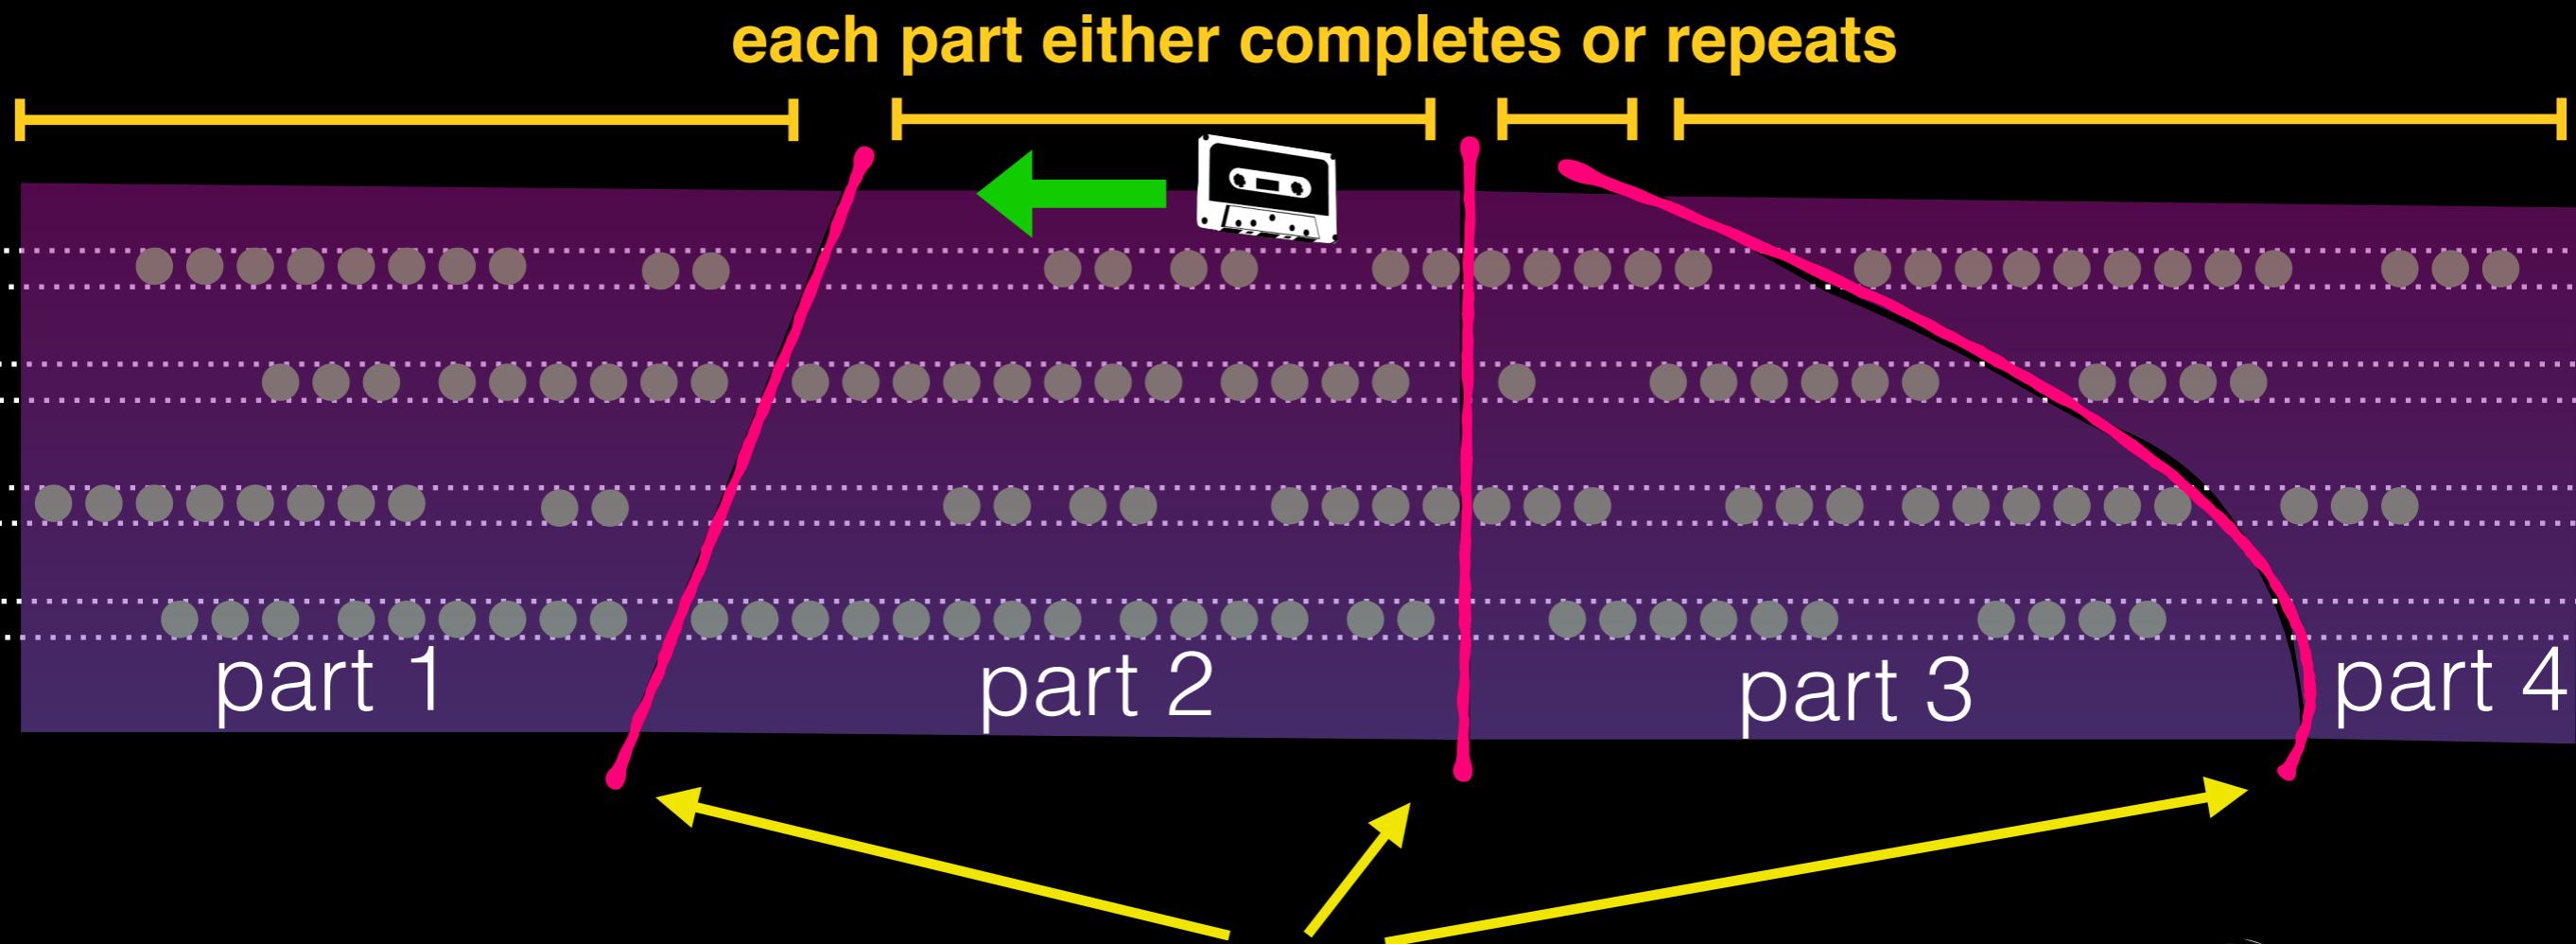 each part either completes or repeats
part 1
part 2
part 3
part 4